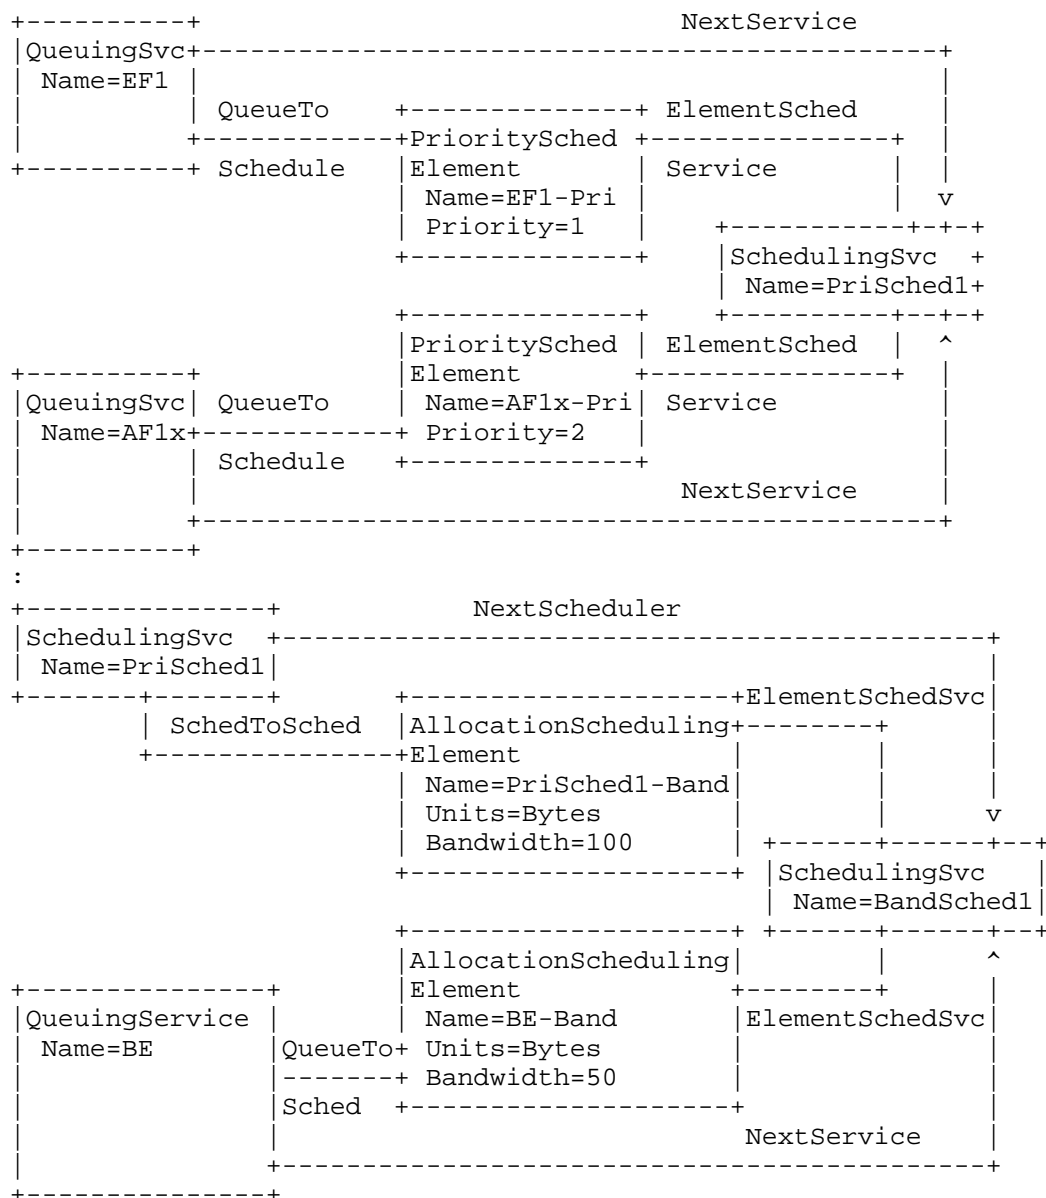 NextService
QueuingSvc
Name=EF1
QueueTo ElementSched
PrioritySched
Schedule Element Service
Name=EF1-Pri v
Priority=1
SchedulingSvc
Name=PriSched1
PrioritySched ElementSched ^
Element
QueuingSvc QueueTo Name=AF1x-Pri Service
Name=AF1x Priority=2
Schedule
NextService
:
NextScheduler
SchedulingSvc
Name=PriSched1
ElementSchedSvc
SchedToSched AllocationScheduling
Element
Name=PriSched1-Band
Units=Bytes v
Bandwidth=100
SchedulingSvc
Name=BandSched1
AllocationScheduling ^
Element
QueuingService Name=BE-Band ElementSchedSvc
Name=BE QueueTo Units=Bytes
Bandwidth=50
Sched
NextService